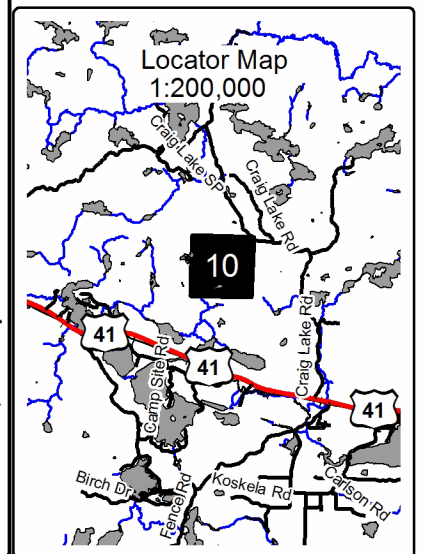 Locator Map
1:200,000
Craig Lake SP
Craig Lake Rd
10
Craig Lake Rd
41
41
41
Camp Site Rd
Birch Dr
Fence Rd
Koskela Rd
Carlson Rd